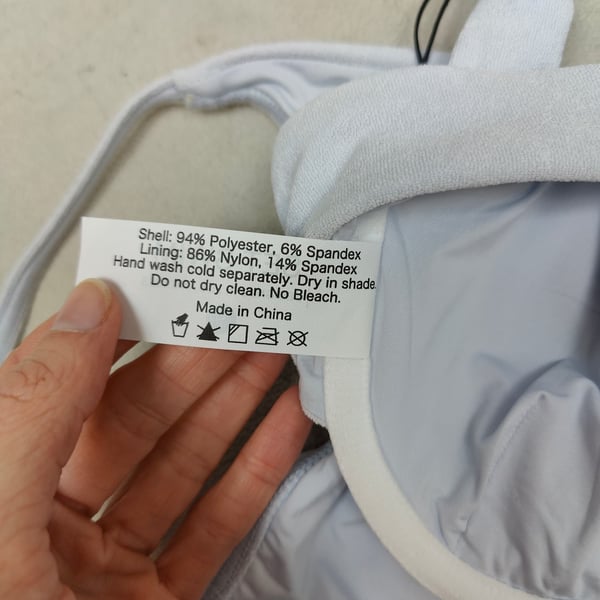 Shell: 94% Polyester, 6% Spandex
Lining: 86% Nylon, 14% Spandex
Hand wash cold separately. Dry in shade.
Do not dry clean. No Bleach.
Made in China